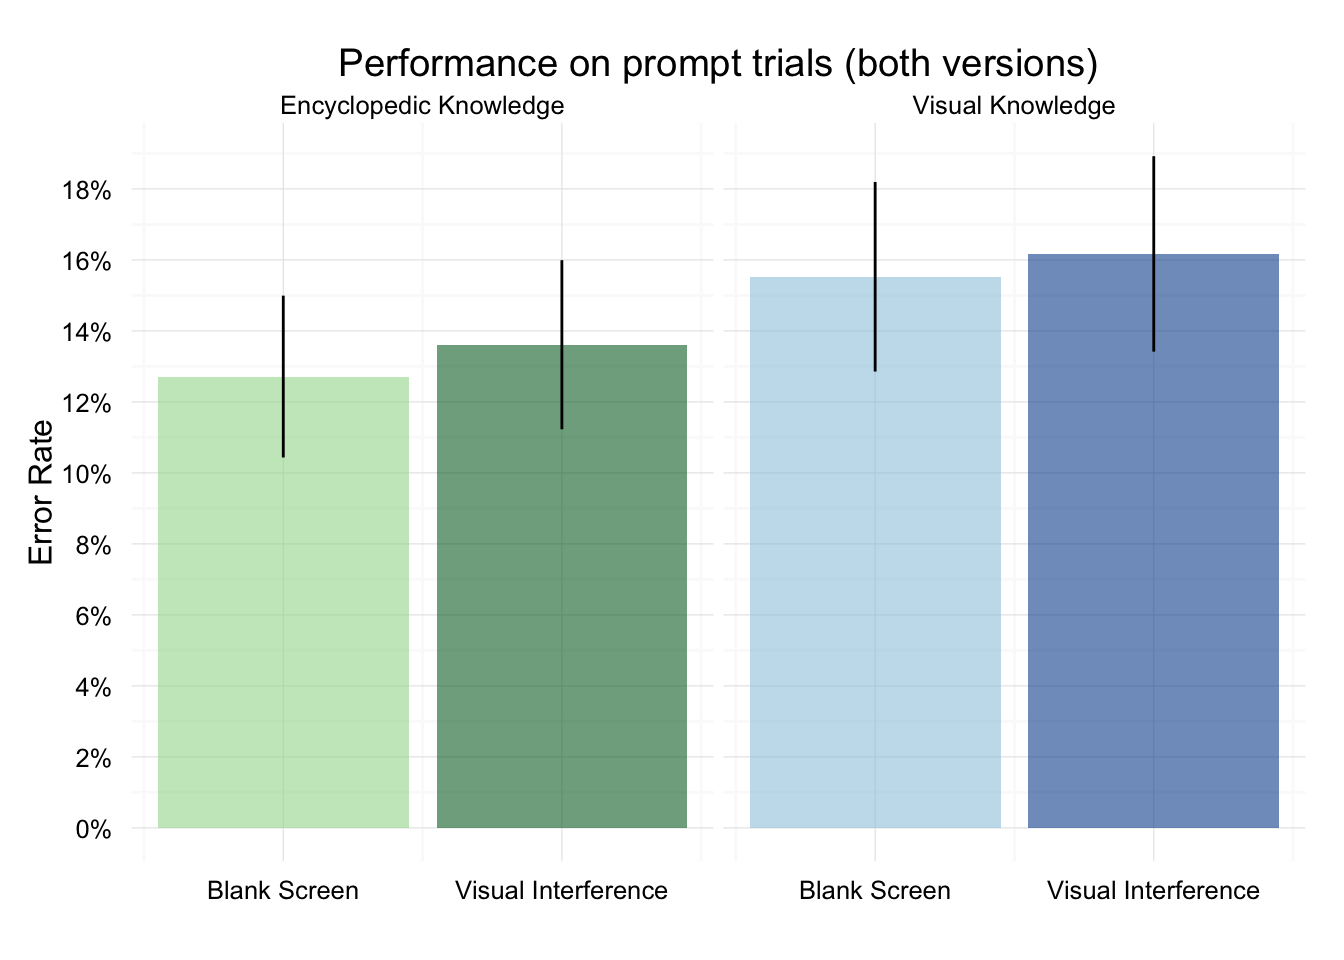 Performance on prompt trials (both versions)
Encyclopedic Knowledge
Visual Knowledge
Error Rate
18%
16%
14%
12%
10%
8%
6%
4%
2%
0%
Blank Screen
Visual Interference
Blank Screen
Visual Interference